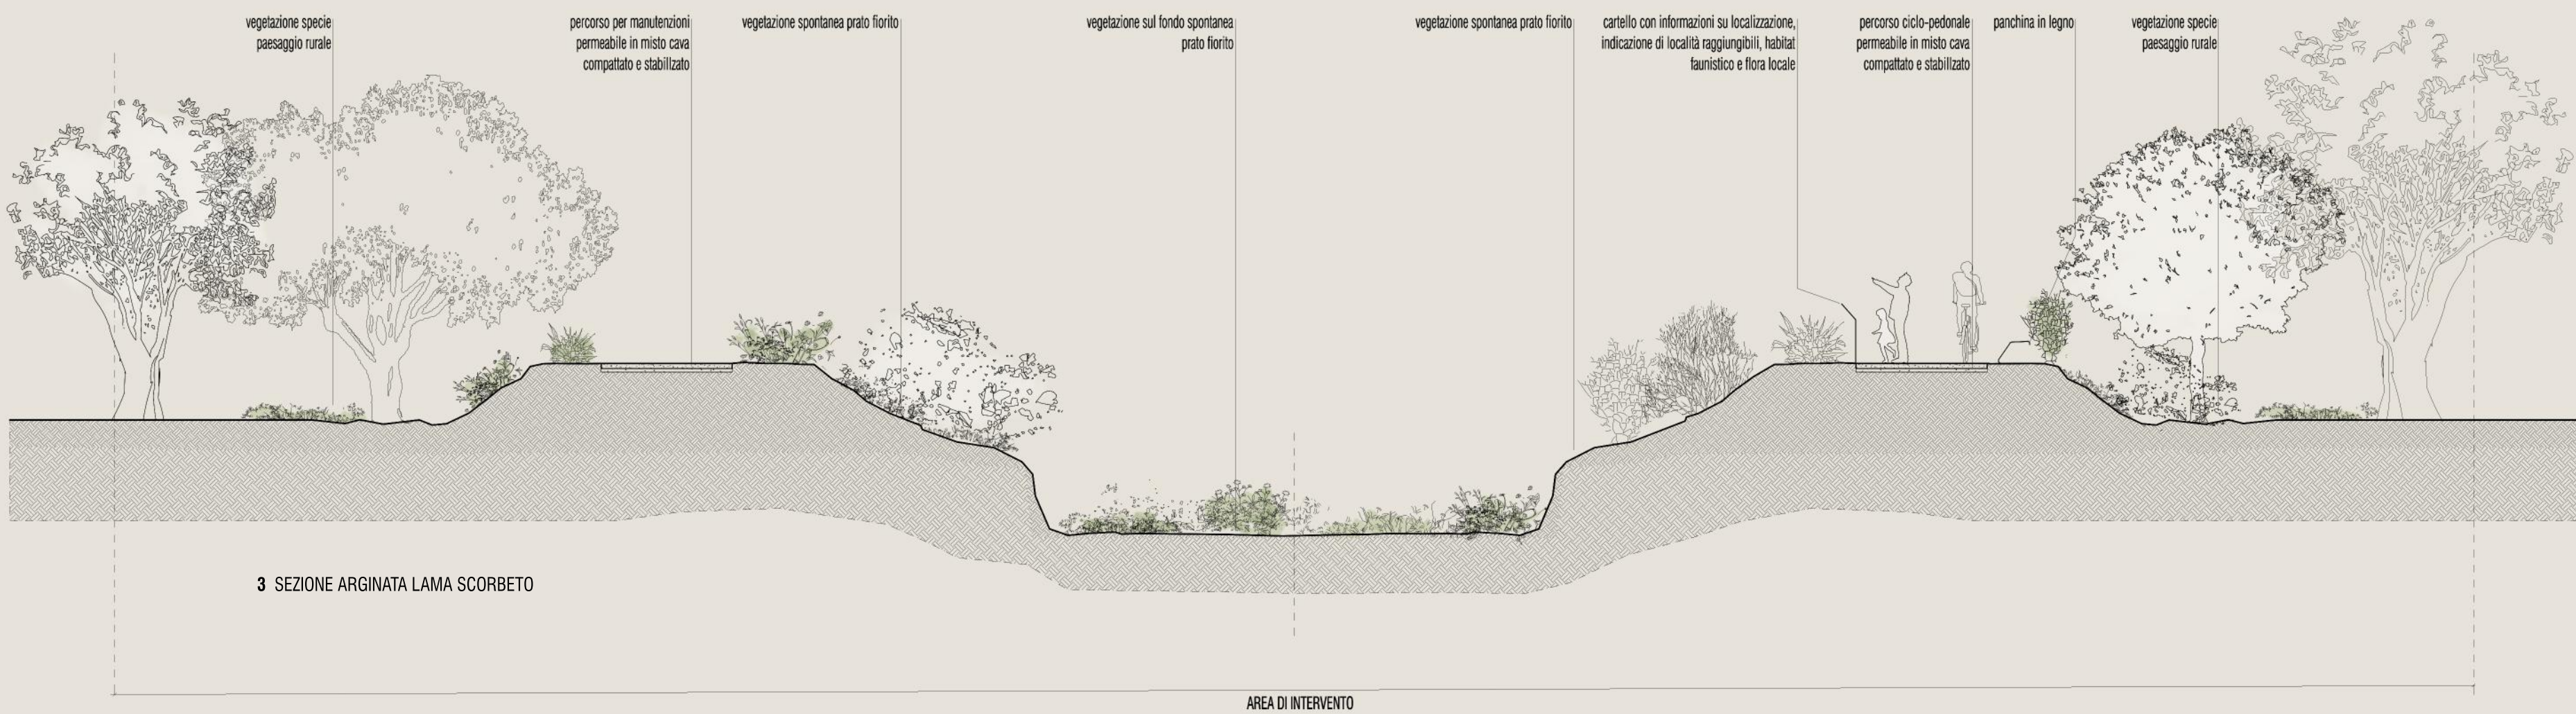 vegetazione specie
paesaggio rurale
percorso per manutenzioni
permeabile in misto cava
compattato e stabilizato
vegetazione spontanea prato fiorito
vegetazione sul fondo spontanea
prato fiorito
vegetazione spontanea prato fiorito
cartello con informazioni su localizzazione,
indicazione di località raggiungibili, habitat
faunistico e flora locale
percorso ciclo-pedonale
permeabile in misto cava
compattato e stabilizato
panchina in legno
vegetazione specie
paesaggio rurale
3 SEZIONE ARGINATA LAMA SCORBETO
AREA DI INTERVENTO